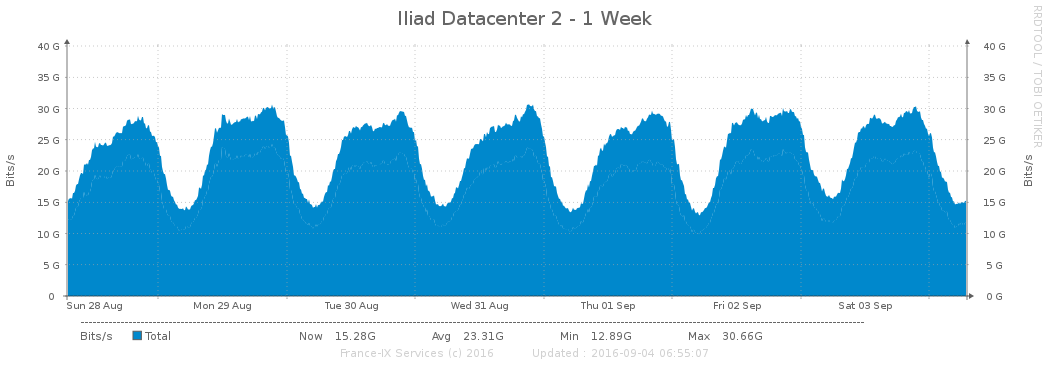 Iliad Datacenter 2 - 1 Week
RRDTOOL / TOBI OETIKER
Bits/s
40 G 40 G
35 G 35 G
30 G 30 G
25 G 25 G
20 G 20 G
15 G 15 G
10 G 10 G
5 G 5 G
0 0 G
Bits/s
Sun 28 Aug Mon 29 Aug Tue 30 Aug Wed 31 Aug Thu 01 Sep Fri 02 Sep Sat 03 Sep
Bits/s Total Now 15.28G Avg 23.31G Min 12.89G Max 30.66G
France-IX Services (c) 2016 Updated : 2016-09-04 06:55:07